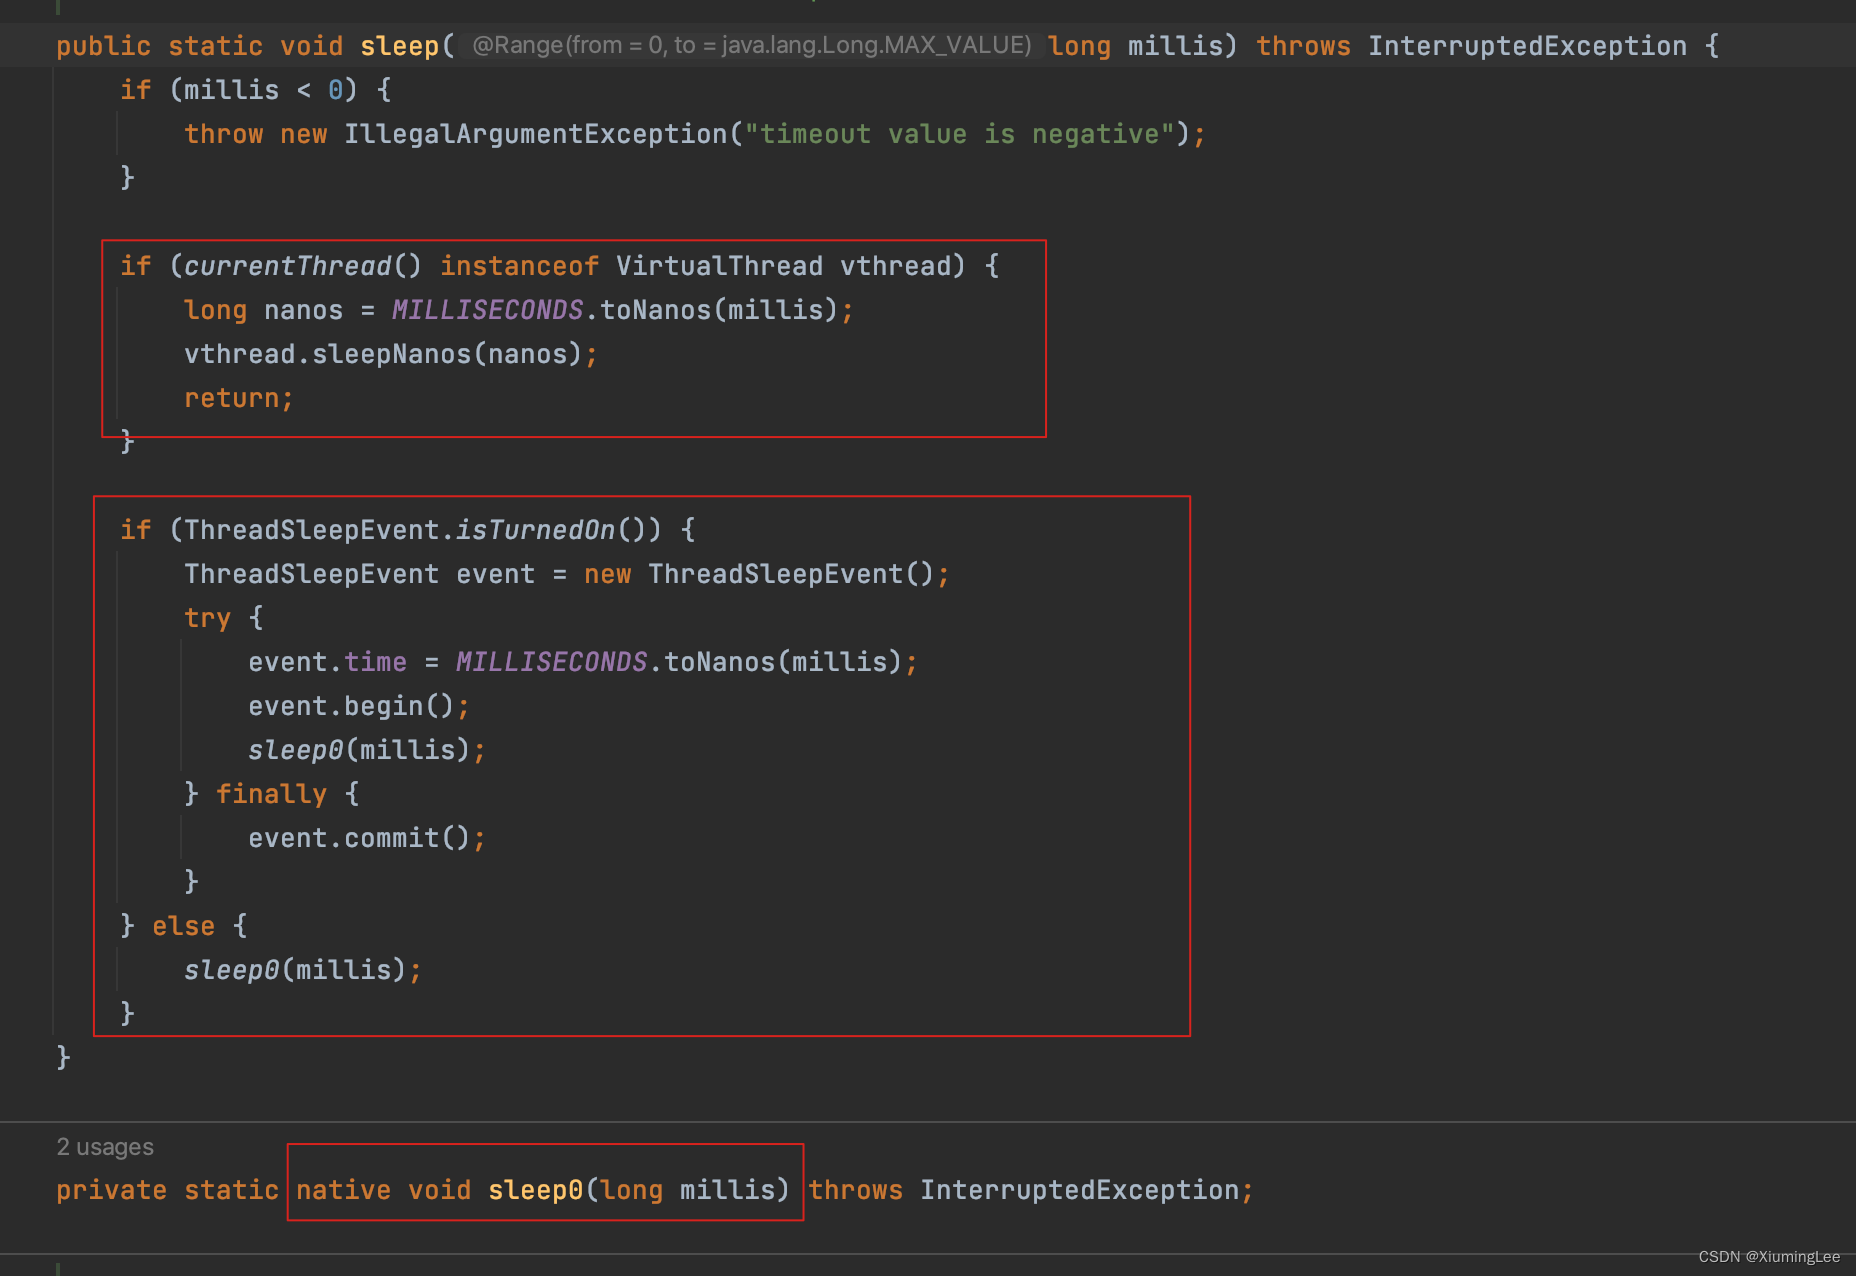 public static void sleep( @Range(from = 0, to = java.lang.Long.MAX_VALUE) long millis) throws InterruptedException {
    if (millis < 0) {
        throw new IllegalArgumentException("timeout value is negative");
    }

    if (currentThread() instanceof VirtualThread vthread) {
        long nanos = MILLISECONDS.toNanos(millis);
        vthread.sleepNanos(nanos);
        return;
    }

    if (ThreadSleepEvent.isTurnedOn()) {
        ThreadSleepEvent event = new ThreadSleepEvent();
        try {
            event.time = MILLISECONDS.toNanos(millis);
            event.begin();
            sleep0(millis);
        } finally {
            event.commit();
        }
    } else {
        sleep0(millis);
    }
}

2 usages
private static native void sleep0(long millis) throws InterruptedException;
CSDN @XiumingLee